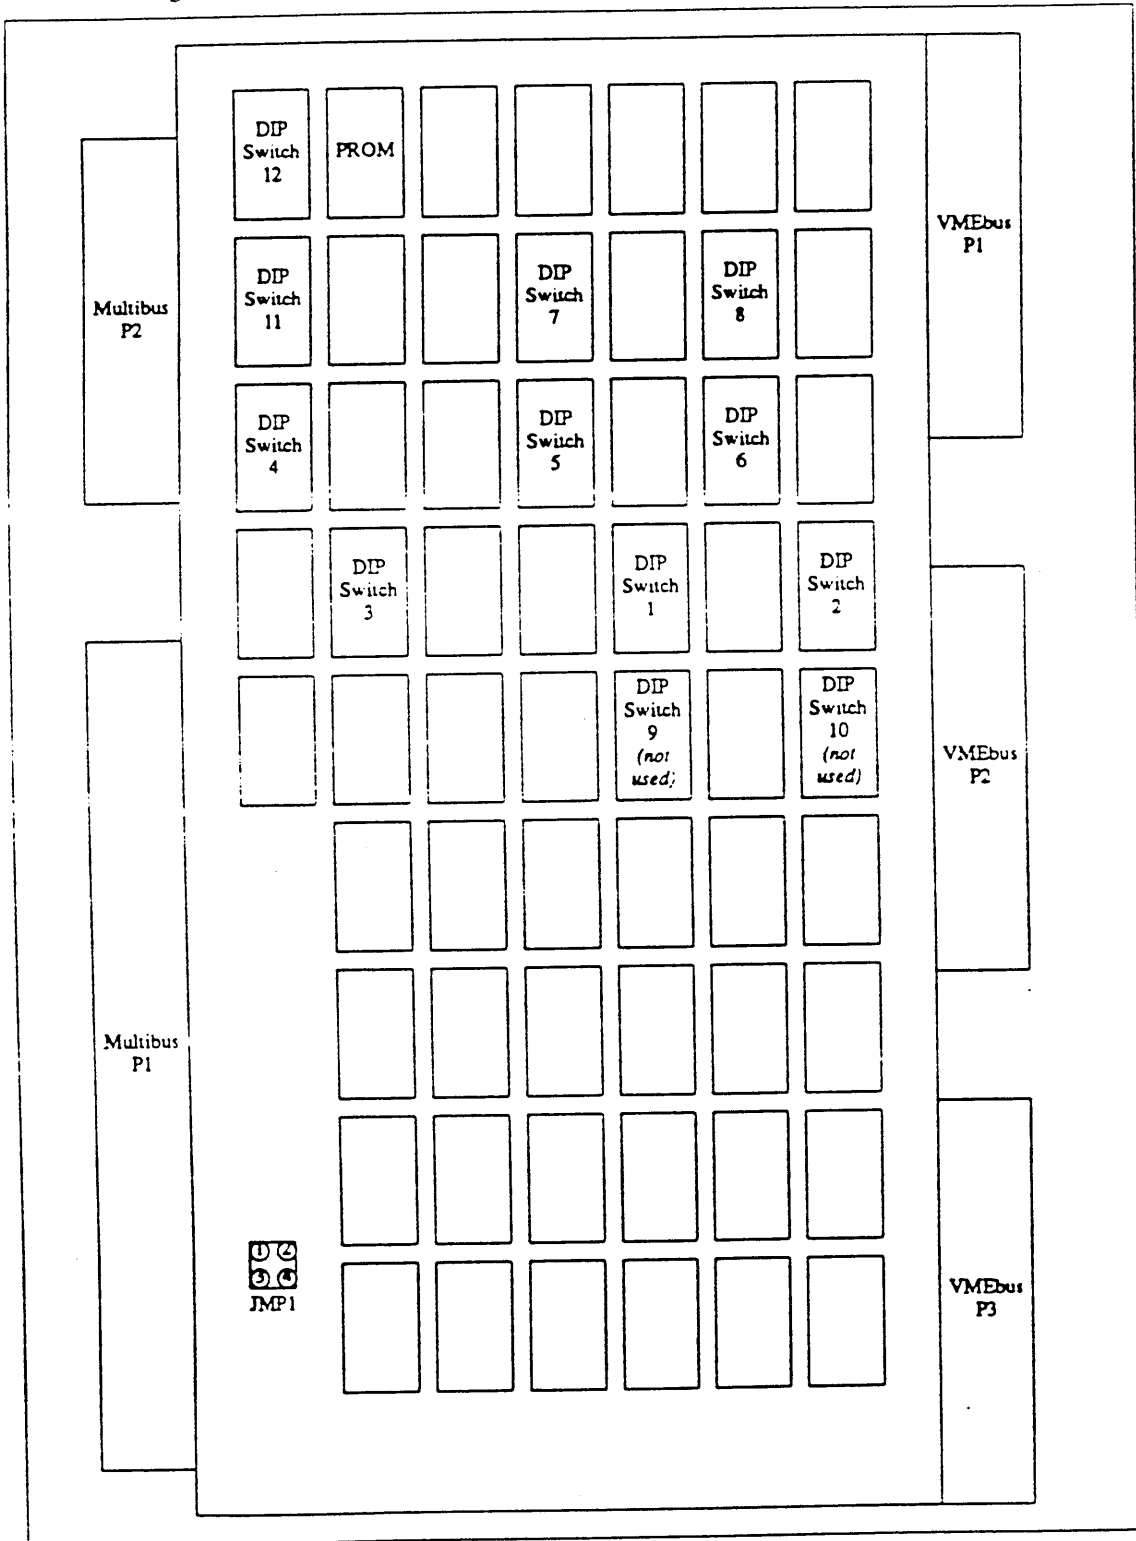 DIP
Switch
12
PROM
VMEbus
P1
Multibus
P2
DIP
Switch
11
DIP
Switch
7
DIP
Switch
8
DIP
Switch
4
DIP
Switch
5
DIP
Switch
6
DIP
Switch
3
DIP
Switch
1
DIP
Switch
2
DIP
Switch
9
(not
used)
DIP
Switch
10
(not
used)
VMEbus
P2
Multibus
P1
1 2
3 4
JMP1
VMEbus
P3